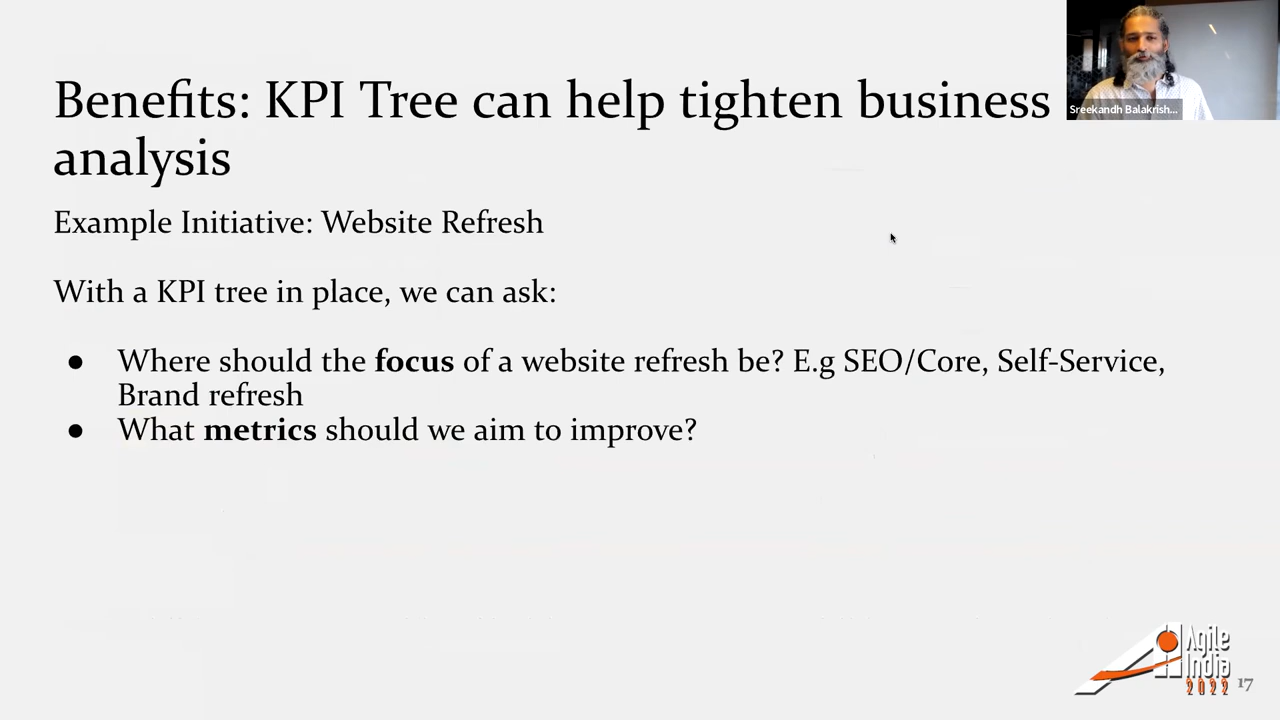 Benefits: KPI Tree can help tighten business
analysis
Sreekandh Balakrish...
Example Initiative: Website Refresh
With a KPI tree in place, we can ask:
● Where should the focus of a website refresh be? E.g SEO/Core, Self-Service,
Brand refresh
● What metrics should we aim to improve?
Agile
India
2022
17